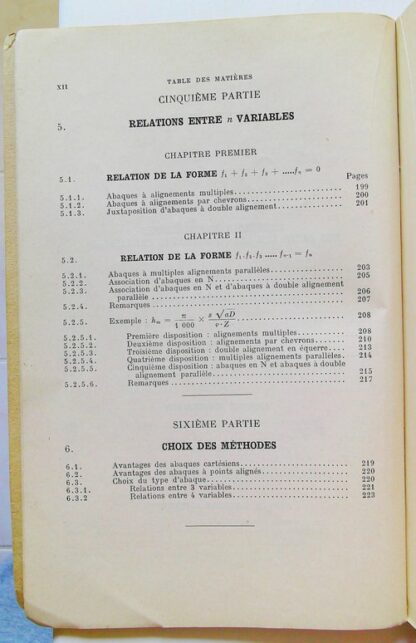 XII
TABLE DES MATIÈRES
CINQUIÈME PARTIE
5. RELATIONS ENTRE n VARIABLES
CHAPITRE PREMIER
5.1. RELATION DE LA FORME f₁ + f₂ + f₃ + .....fₙ = 0
Pages
5.1.1. Abaques à alignements multiples 199
5.1.2. Abaques à alignements par chevrons 200
5.1.3. Juxtaposition d'abaques à double alignement 201
CHAPITRE II
5.2. RELATION DE LA FORME f₁.f₂.f₃ ..... fₙ₋₁ = fₙ
5.2.1. Abaques à multiples alignements parallèles 203
5.2.2. Association d'abaques en N 205
5.2.3. Association d'abaques en N et d'abaques à double alignement
parallèle 206
5.2.4. Remarques 207
5.2.5. Exemple : hₘ = n/1 000 × s √aD/v·Z 208
5.2.5.1. Première disposition : alignements multiples 208
5.2.5.2. Deuxième disposition : alignements par chevrons 210
5.2.5.3. Troisième disposition : double alignement en équerre 213
5.2.5.4. Quatrième disposition : multiples alignements parallèles 214
5.2.5.5. Cinquième disposition : abaques en N et abaques à double
alignement parallèle 215
5.2.5.6. Remarques 217
SIXIÈME PARTIE
6. CHOIX DES MÉTHODES
6.1. Avantages des abaques cartésiens 219
6.2. Avantages des abaques à points alignés 220
6.3. Choix du type d'abaque 220
6.3.1. Relations entre 3 variables 221
6.3.2 Relations entre 4 variables 223